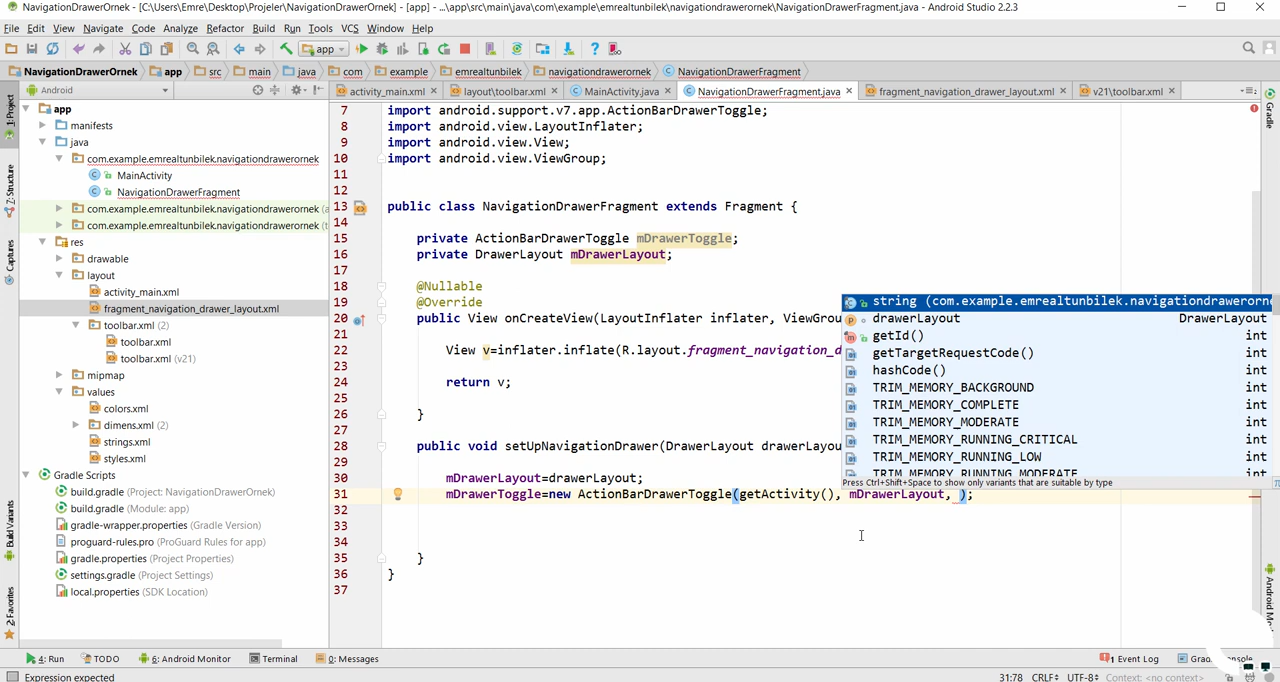 NavigationDrawerOrnek - [C:\Users\Emre\Desktop\Projeler\NavigationDrawerOrnek] - [app] - ...\app\src\main\java\com\example\emrealtunbilek\navigationdrawerornek\NavigationDrawerFragment.java - Android Studio 2.2.3
File Edit View Navigate Code Analyze Refactor Build Run Tools VCS Window Help
app
NavigationDrawerOrnek app src main java com example emrealtunbilek navigationdrawerornek NavigationDrawerFragment
Android
activity_main.xml layout\toolbar.xml MainActivity.java NavigationDrawerFragment.java fragment_navigation_drawer_layout.xml v21\toolbar.xml
1: Project
7: Structure
Captures
Build Variants
2: Favorites
app
manifests
java
com.example.emrealtunbilek.navigationdrawerornek
MainActivity
NavigationDrawerFragment
com.example.emrealtunbilek.navigationdrawerornek (a
com.example.emrealtunbilek.navigationdrawerornek (t
res
drawable
layout
activity_main.xml
fragment_navigation_drawer_layout.xml
toolbar.xml (2)
toolbar.xml
toolbar.xml (v21)
mipmap
values
colors.xml
dimens.xml (2)
strings.xml
styles.xml
Gradle Scripts
build.gradle (Project: NavigationDrawerOrnek)
build.gradle (Module: app)
gradle-wrapper.properties (Gradle Version)
proguard-rules.pro (ProGuard Rules for app)
gradle.properties (Project Properties)
settings.gradle (Project Settings)
local.properties (SDK Location)
7 import android.support.v7.app.ActionBarDrawerToggle;
8 import android.view.LayoutInflater;
9 import android.view.View;
10 import android.view.ViewGroup;
11
12
13 public class NavigationDrawerFragment extends Fragment {
14
15 private ActionBarDrawerToggle mDrawerToggle;
16 private DrawerLayout mDrawerLayout;
17
18 @Nullable
19 @Override
20 public View onCreateView(LayoutInflater inflater, ViewGrou
21
22 View v=inflater.inflate(R.layout.fragment_navigation_d
23
24 return v;
25
26 }
27
28 public void setUpNavigationDrawer(DrawerLayout drawerLayou
29
30 mDrawerLayout=drawerLayout;
31 mDrawerToggle=new ActionBarDrawerToggle(getActivity(), mDrawerLayout, );
32
33
34
35 }
36 }
37
string (com.example.emrealtunbilek.navigationdrawerorne
drawerLayout DrawerLayout
getId() int
getTargetRequestCode() int
hashCode() int
TRIM_MEMORY_BACKGROUND int
TRIM_MEMORY_COMPLETE int
TRIM_MEMORY_MODERATE int
TRIM_MEMORY_RUNNING_CRITICAL int
TRIM_MEMORY_RUNNING_LOW int
TRIM_MEMORY_RUNNING_MODERATE int
Press Ctrl+Shift+Space to show only variants that are suitable by type
Gradle
4: Run TODO 6: Android Monitor Terminal 0: Messages 1 Event Log
Expression expected 31:78 CRLF UTF-8 Context: <no context>